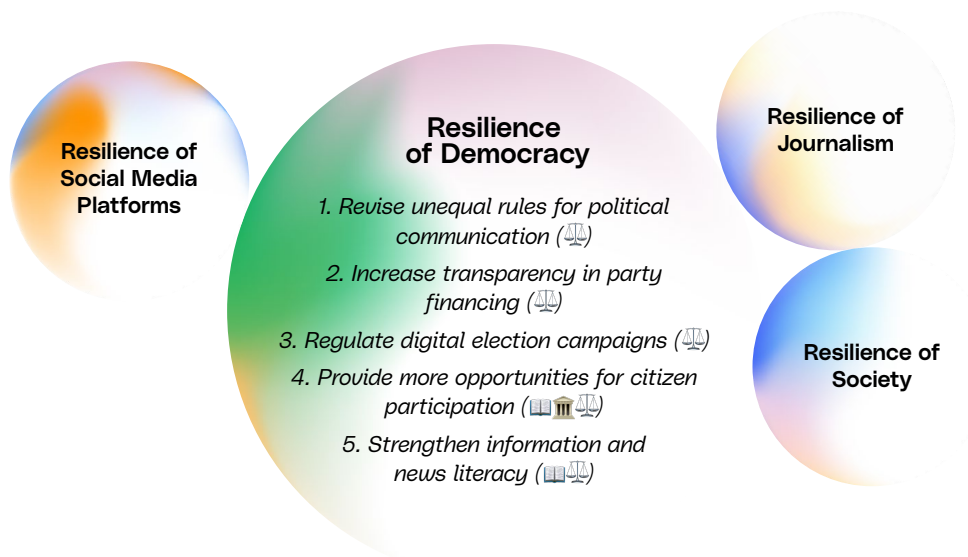 Resilience of
Social Media
Platforms
Resilience
of Democracy
1. Revise unequal rules for political
communication (⚖)
2. Increase transparency in party
financing (⚖)
3. Regulate digital election campaigns (⚖)
4. Provide more opportunities for citizen
participation (📖🏛⚖)
5. Strengthen information and
news literacy (📖⚖)
Resilience of
Journalism
Resilience of
Society